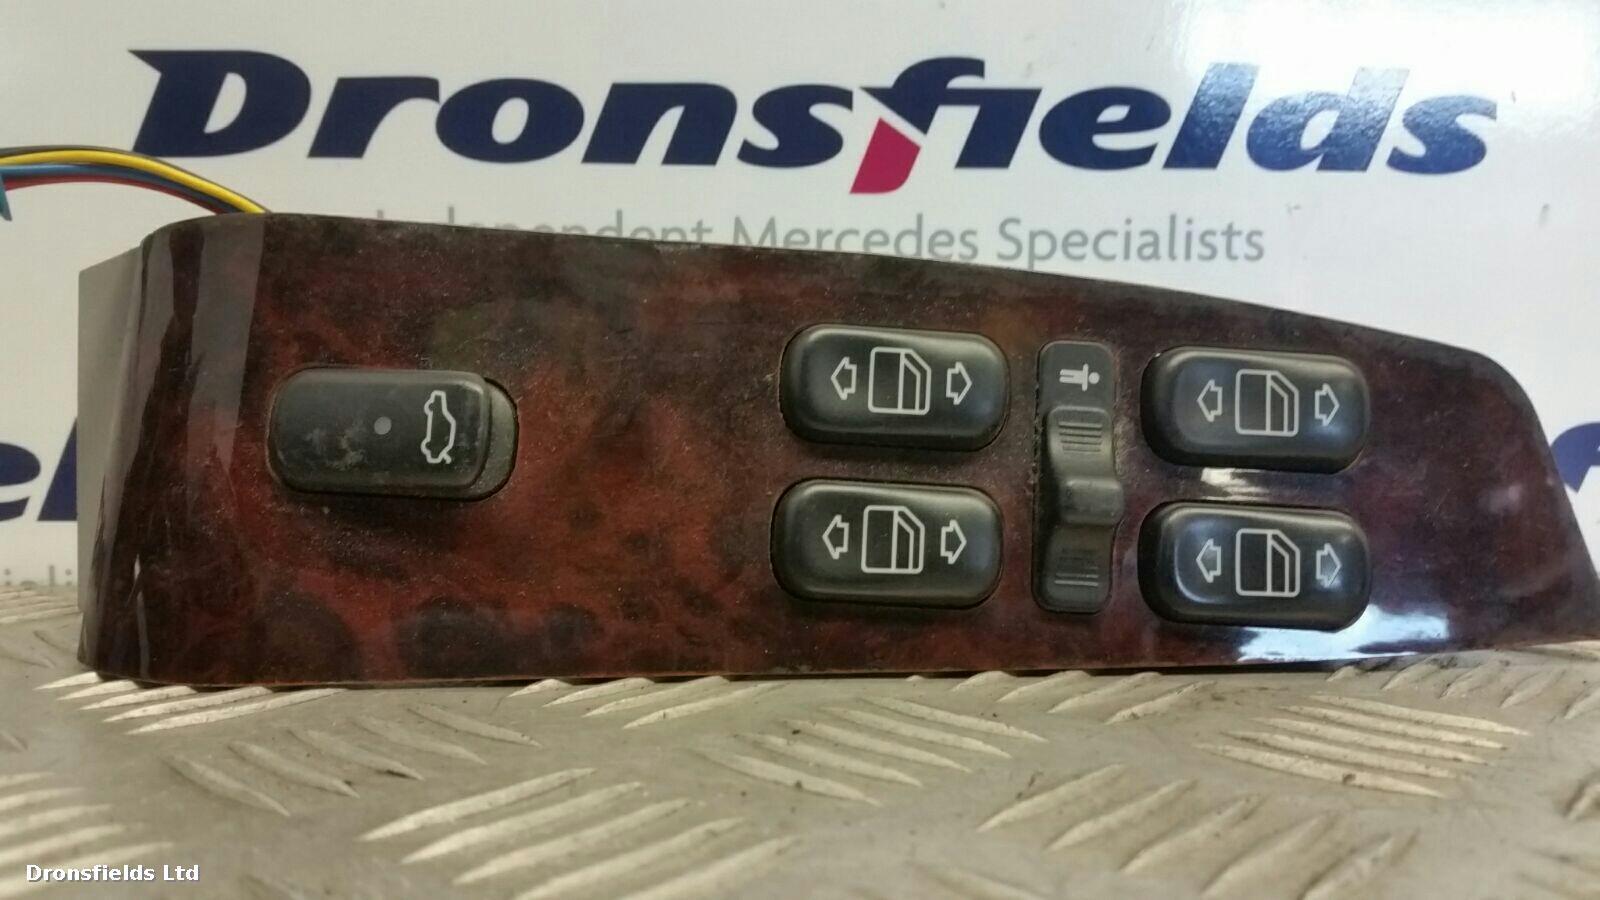 Dronsfields
Independent Mercedes Specialists
Dronsfields Ltd